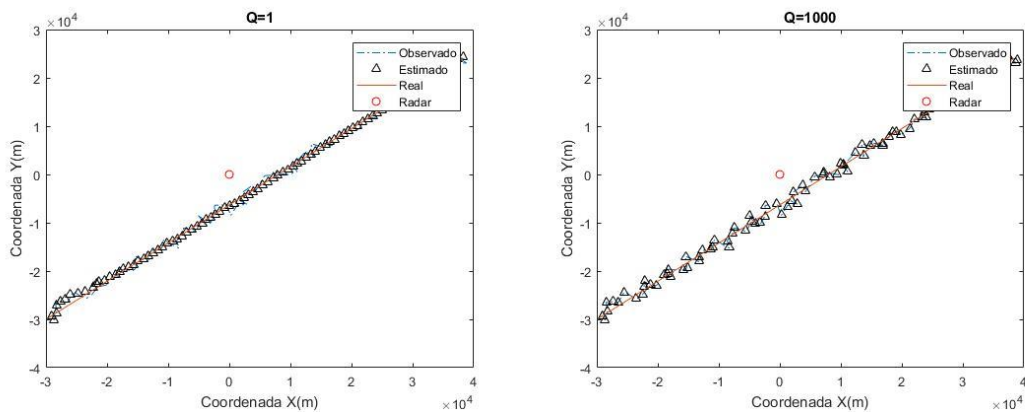 Q=1
×10⁴
3
2
1
0
-1
-2
-3
-4
Coordenada Y(m)
-3
-2
-1
0
1
2
3
4
Coordenada X(m)
×10⁴
Observado
Estimado
Real
Radar
Q=1000
×10⁴
3
2
1
0
-1
-2
-3
-4
Coordenada Y(m)
-3
-2
-1
0
1
2
3
4
Coordenada X(m)
×10⁴
Observado
Estimado
Real
Radar